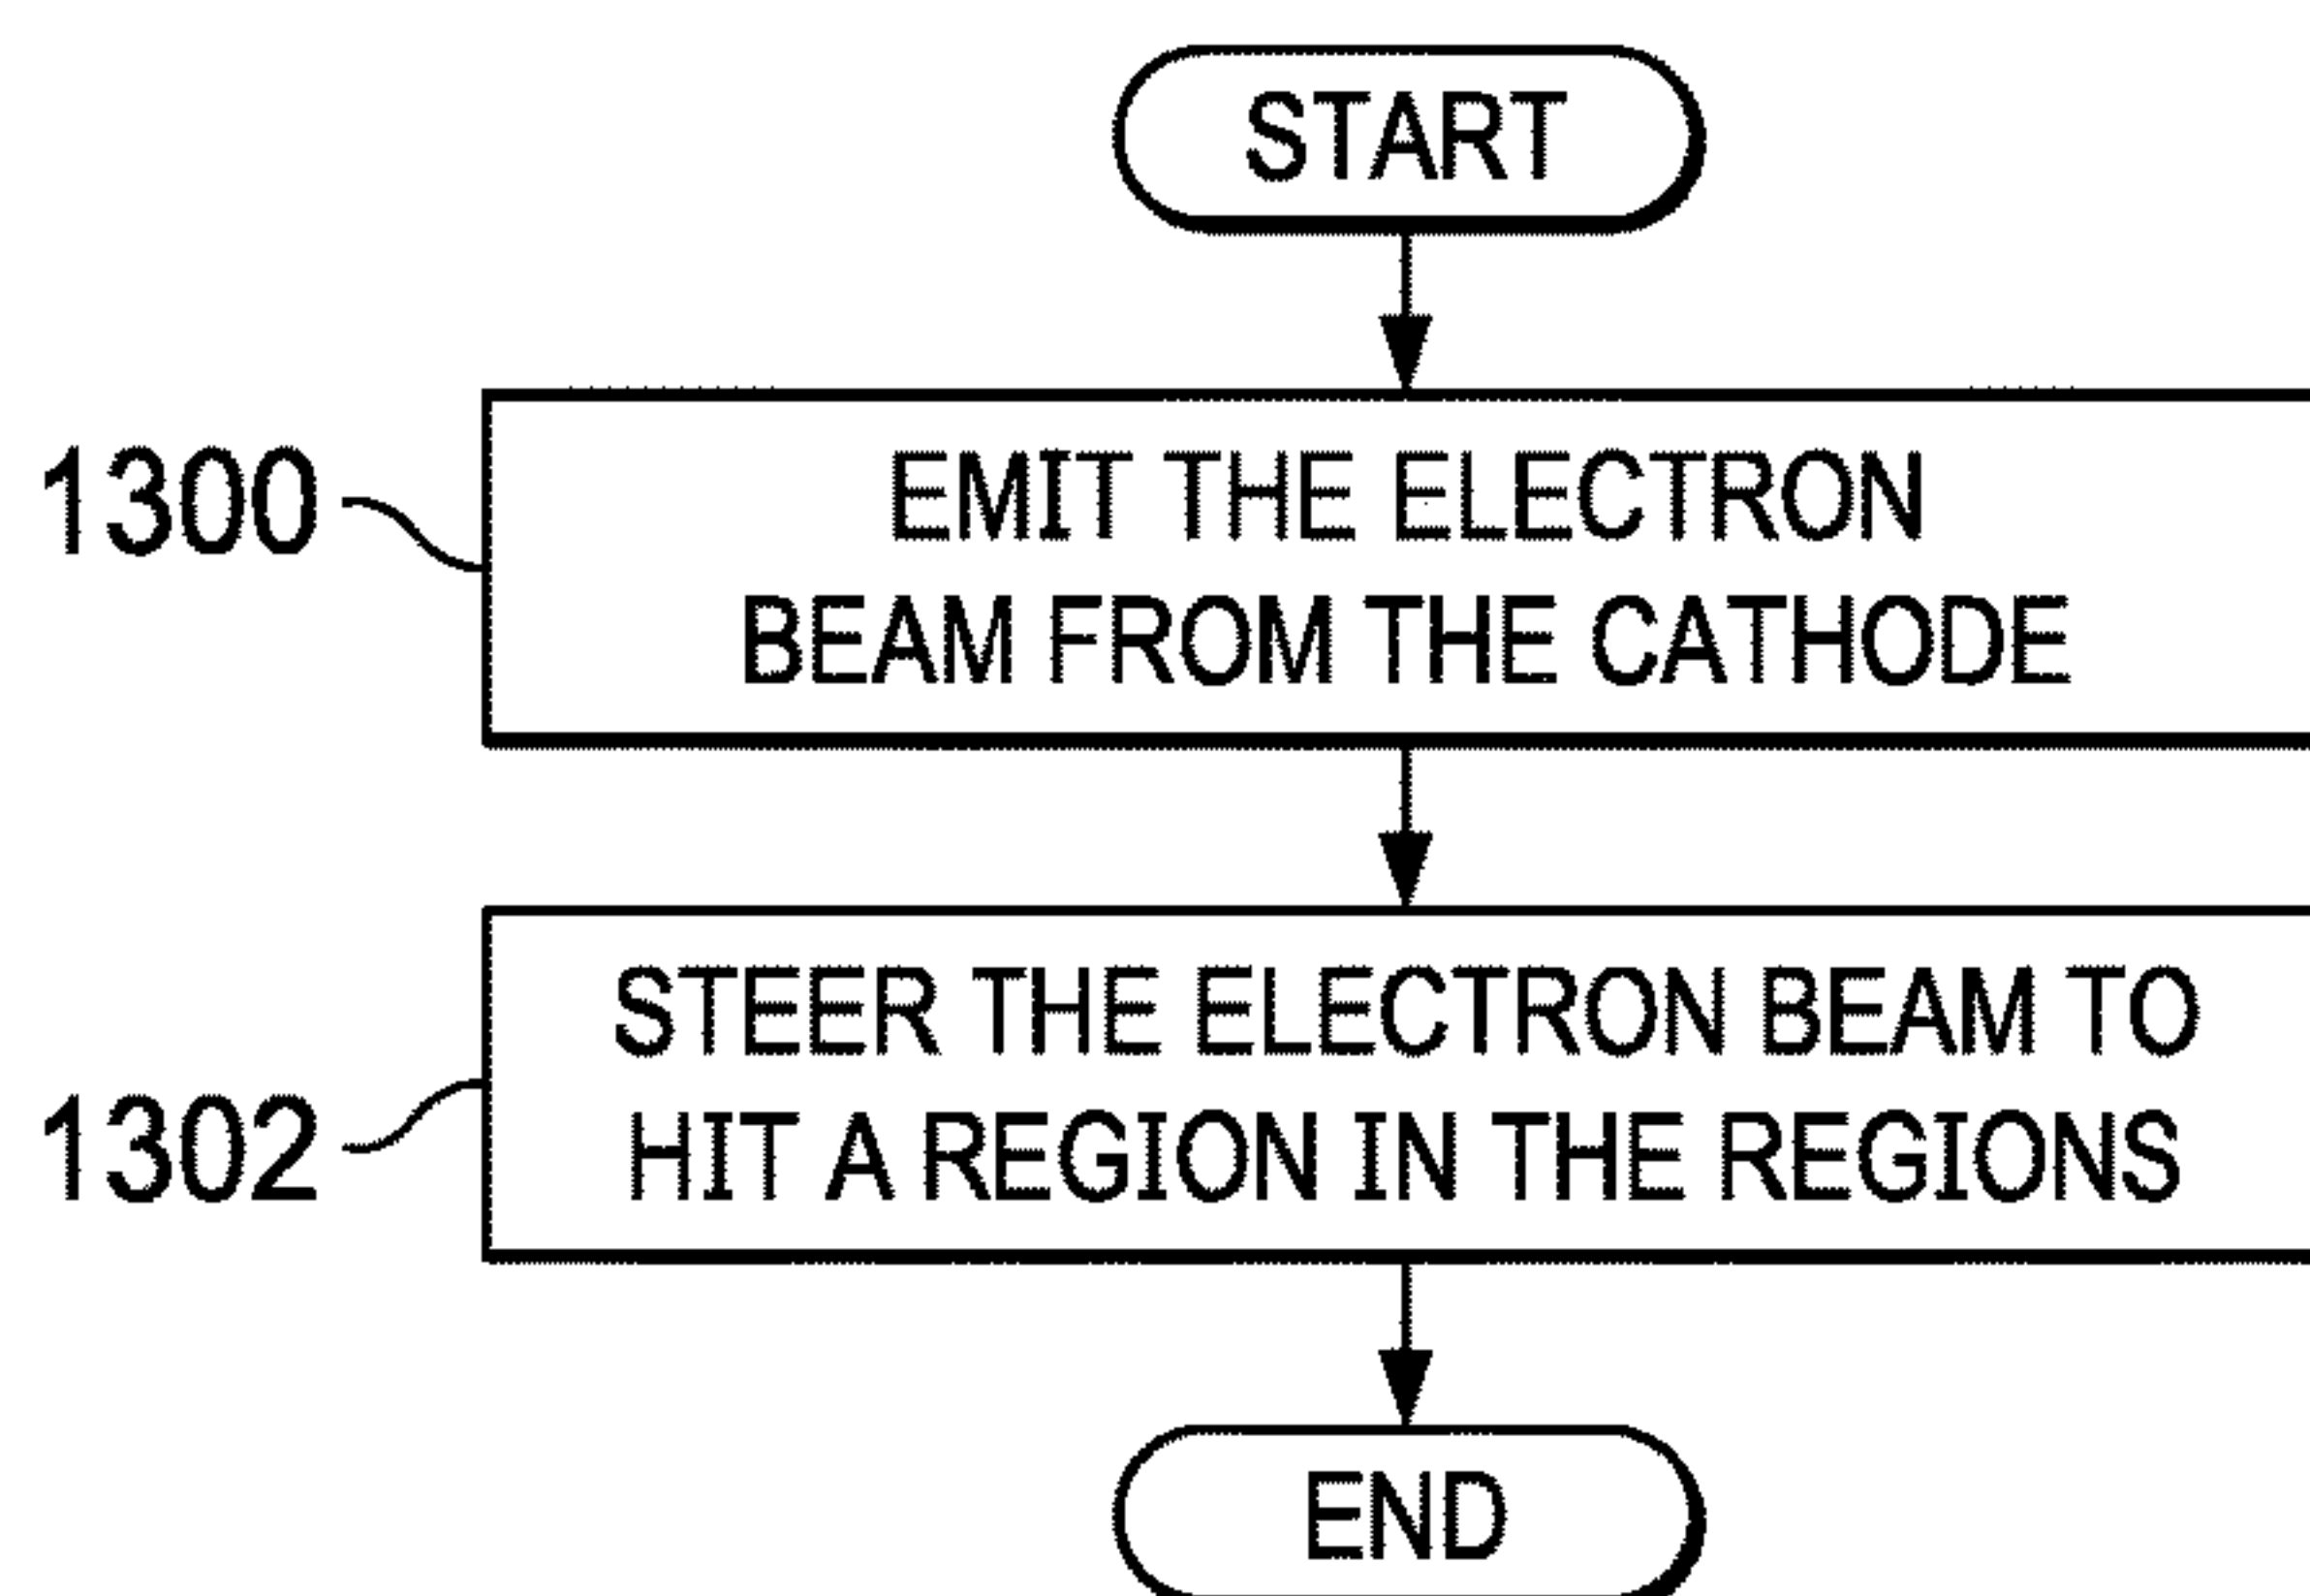 START
1300
EMIT THE ELECTRON
BEAM FROM THE CATHODE
1302
STEER THE ELECTRON BEAM TO
HIT A REGION IN THE REGIONS
END